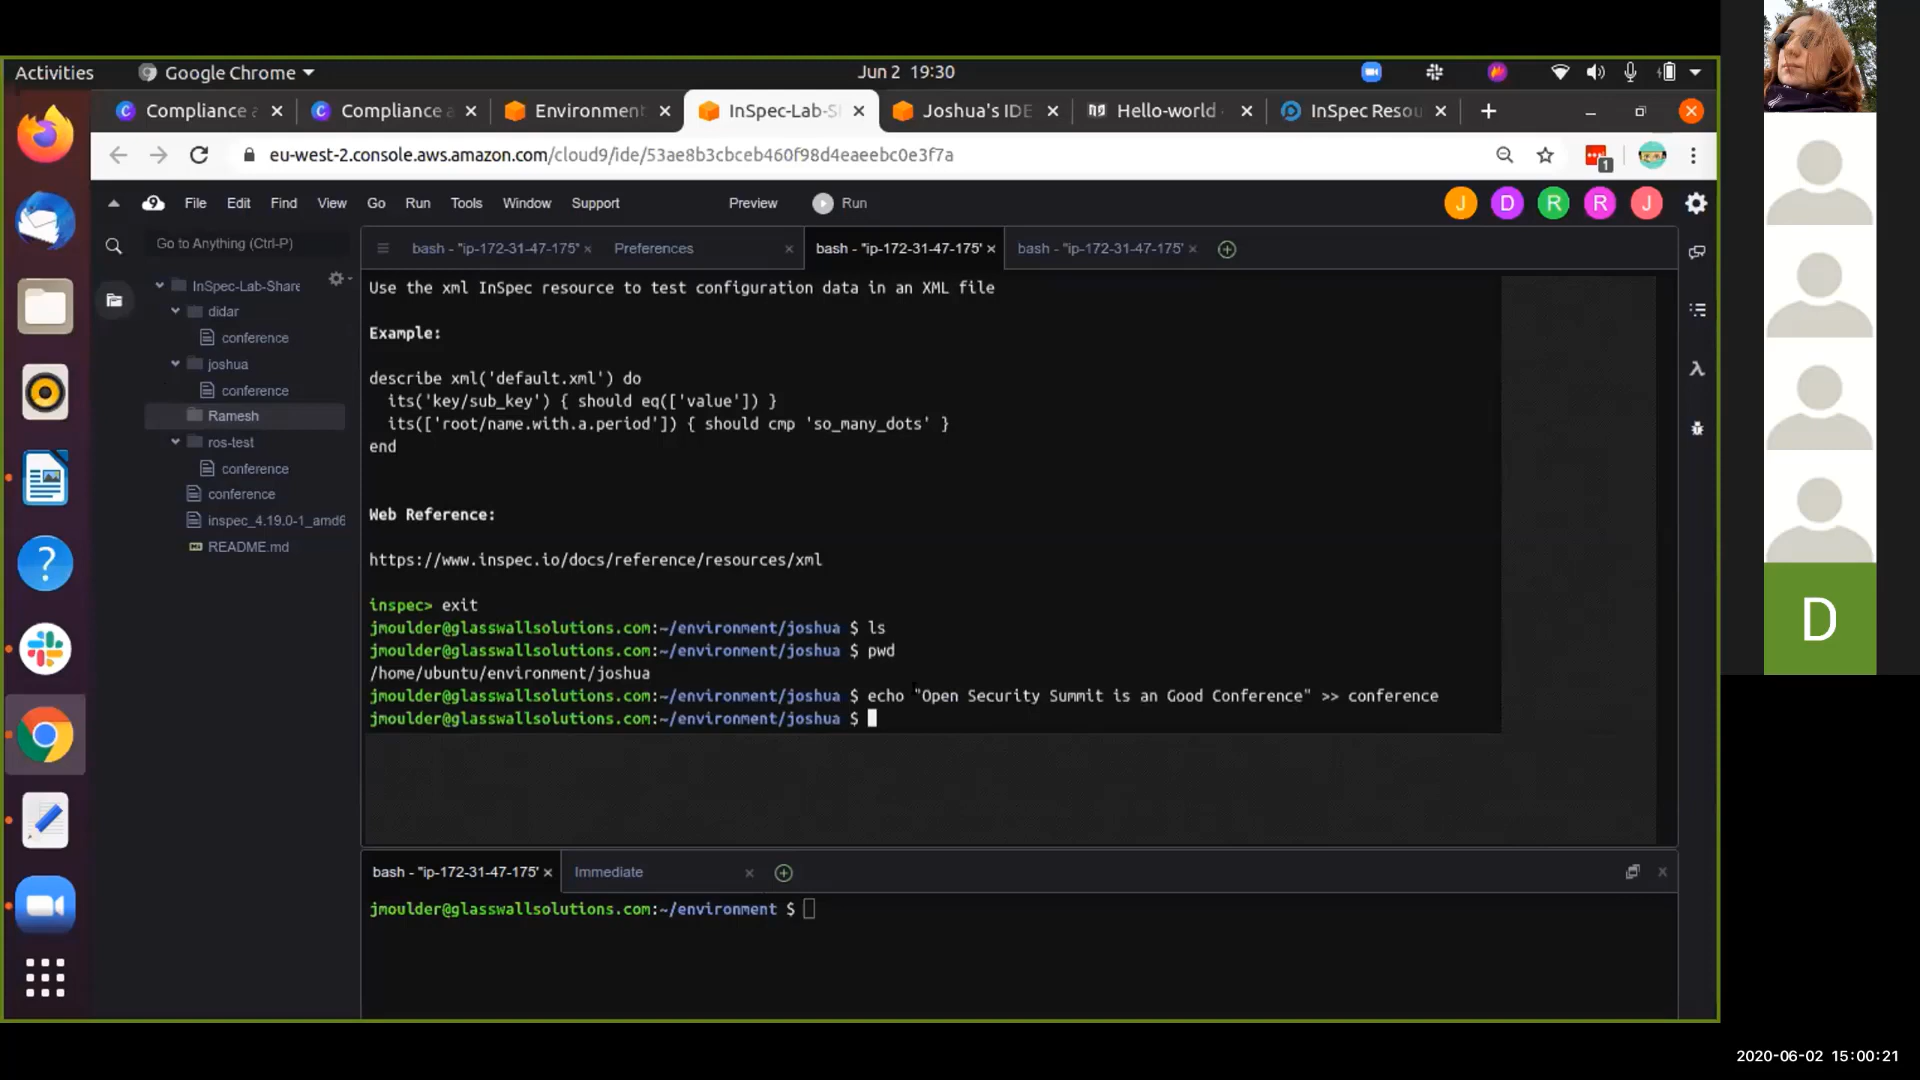 Activities Google Chrome Jun 2 19:30
Compliance a Compliance a Environment InSpec-Lab-S Joshua's IDE Hello-world InSpec Resou
eu-west-2.console.aws.amazon.com/cloud9/ide/53ae8b3cbceb460f98d4eaeebc0e3f7a
1
9 File Edit Find View Go Run Tools Window Support Preview Run J D R R J
Go to Anything (Ctrl-P)
bash - "ip-172-31-47-175" Preferences bash - "ip-172-31-47-175' bash - "ip-172-31-47-175'
InSpec-Lab-Share
didar
conference
joshua
conference
Ramesh
ros-test
conference
conference
inspec_4.19.0-1_amd6
README.md
Use the xml InSpec resource to test configuration data in an XML file
Example:
describe xml('default.xml') do
its('key/sub_key') { should eq(['value']) }
its(['root/name.with.a.period']) { should cmp 'so_many_dots' }
end
Web Reference:
https://www.inspec.io/docs/reference/resources/xml
inspec> exit
jmoulder@glasswallsolutions.com:~/environment/joshua $ ls
jmoulder@glasswallsolutions.com:~/environment/joshua $ pwd
/home/ubuntu/environment/joshua
jmoulder@glasswallsolutions.com:~/environment/joshua $ echo "Open Security Summit is an Good Conference" >> conference
jmoulder@glasswallsolutions.com:~/environment/joshua $
bash - "ip-172-31-47-175' Immediate
jmoulder@glasswallsolutions.com:~/environment $
D
2020-06-02 15:00:21